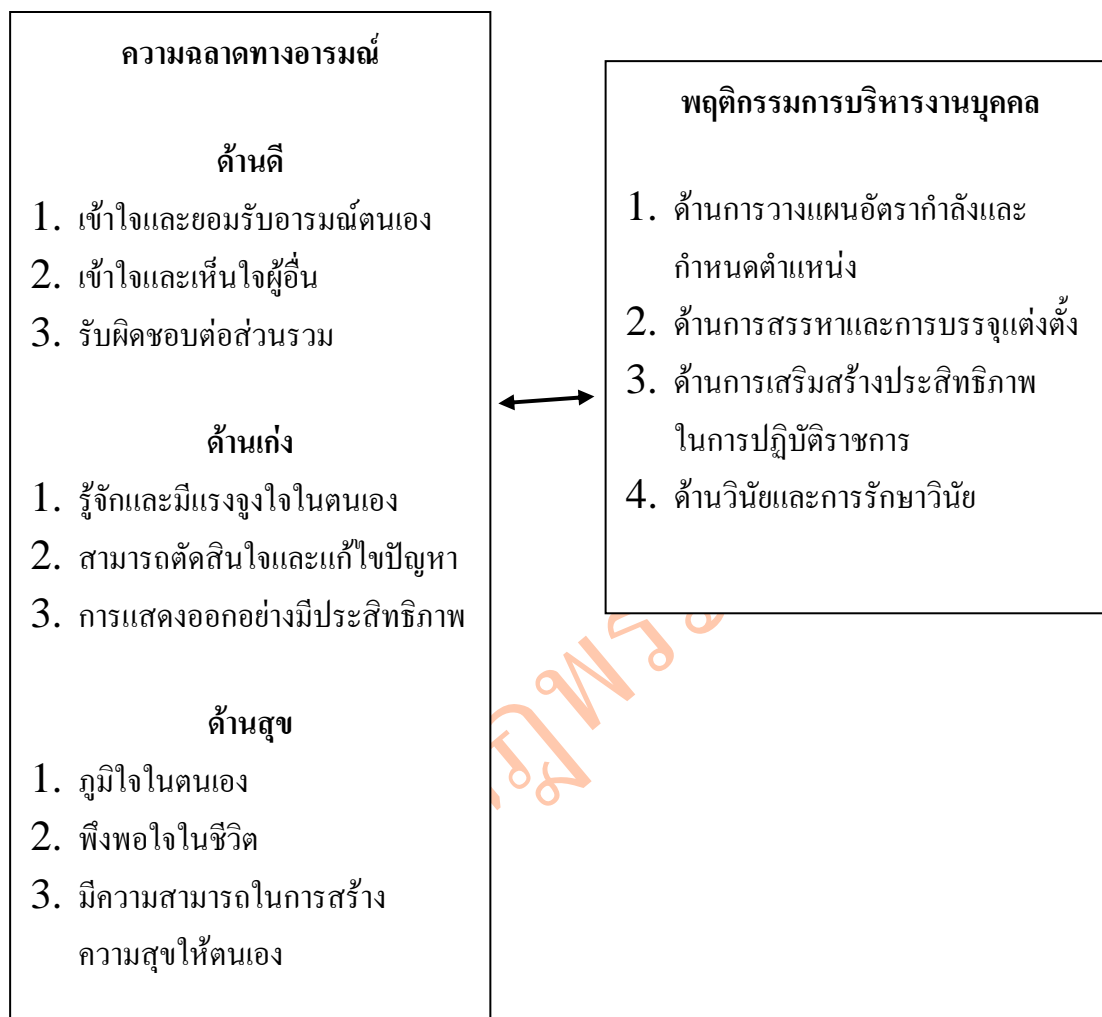 ความฉลาดทางอารมณ์
ด้านดี
1. เข้าใจและยอมรับอารมณ์ตนเอง
2. เข้าใจและเห็นใจผู้อื่น
3. รับผิดชอบต่อส่วนรวม
ด้านเก่ง
1. รู้จักและมีแรงจูงใจในตนเอง
2. สามารถตัดสินใจและแก้ไขปัญหา
3. การแสดงออกอย่างมีประสิทธิภาพ
ด้านสุข
1. ภูมิใจในตนเอง
2. พึงพอใจในชีวิต
3. มีความสามารถในการสร้าง
ความสุขให้ตนเอง
พฤติกรรมการบริหารงานบุคคล
1. ด้านการวางแผนอัตรากำลังและ
กำหนดตำแหน่ง
2. ด้านการสรรหาและการบรรจุแต่งตั้ง
3. ด้านการเสริมสร้างประสิทธิภาพ
ในการปฏิบัติราชการ
4. ด้านวินัยและการรักษาวินัย